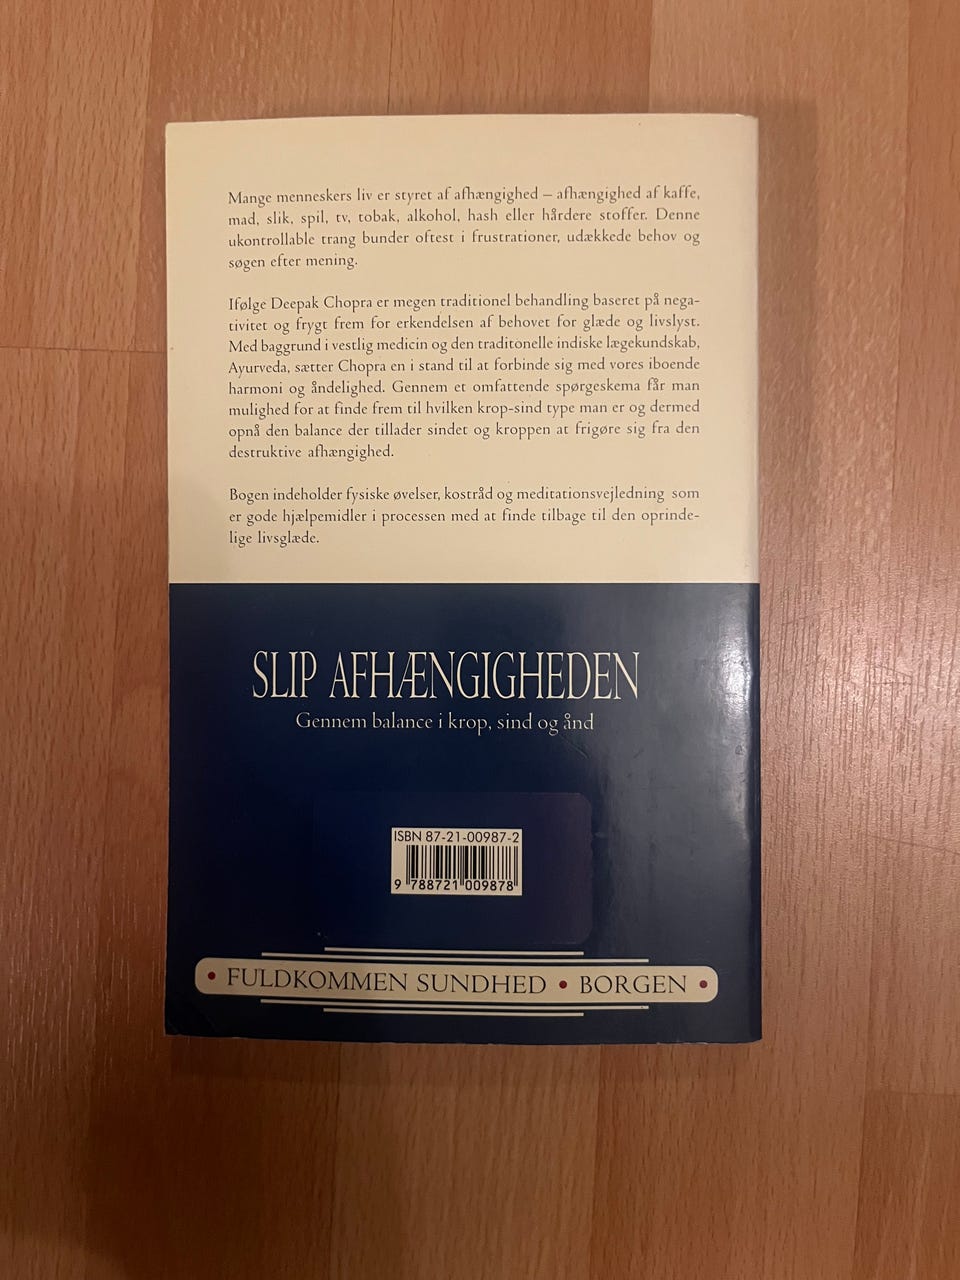 Mange menneskers liv er styret af afhængighed – afhængighed af kaffe,
mad, slik, spil, tv, tobak, alkohol, hash eller hårdere stoffer. Denne
ukontrollable trang bunder oftest i frustrationer, udækkede behov og
søgen efter mening.
Ifølge Deepak Chopra er megen traditionel behandling baseret på nega-
tivitet og frygt frem for erkendelsen af behovet for glæde og livslyst.
Med baggrund i vestlig medicin og den traditonelle indiske lægekundskab,
Ayurveda, sætter Chopra en i stand til at forbinde sig med vores iboende
harmoni og åndelighed. Gennem et omfattende spørgeskema får man
mulighed for at finde frem til hvilken krop-sind type man er og dermed
opnå den balance der tillader sindet og kroppen at frigøre sig fra den
destruktive afhængighed.
Bogen indeholder fysiske øvelser, kostråd og meditationsvejledning som
er gode hjælpemidler i processen med at finde tilbage til den oprinde-
lige livsglæde.
SLIP AFHÆNGIGHEDEN
Gennem balance i krop, sind og ånd
ISBN 87-21-00987-2
9 788721 009878
• FULDKOMMEN SUNDHED • BORGEN •